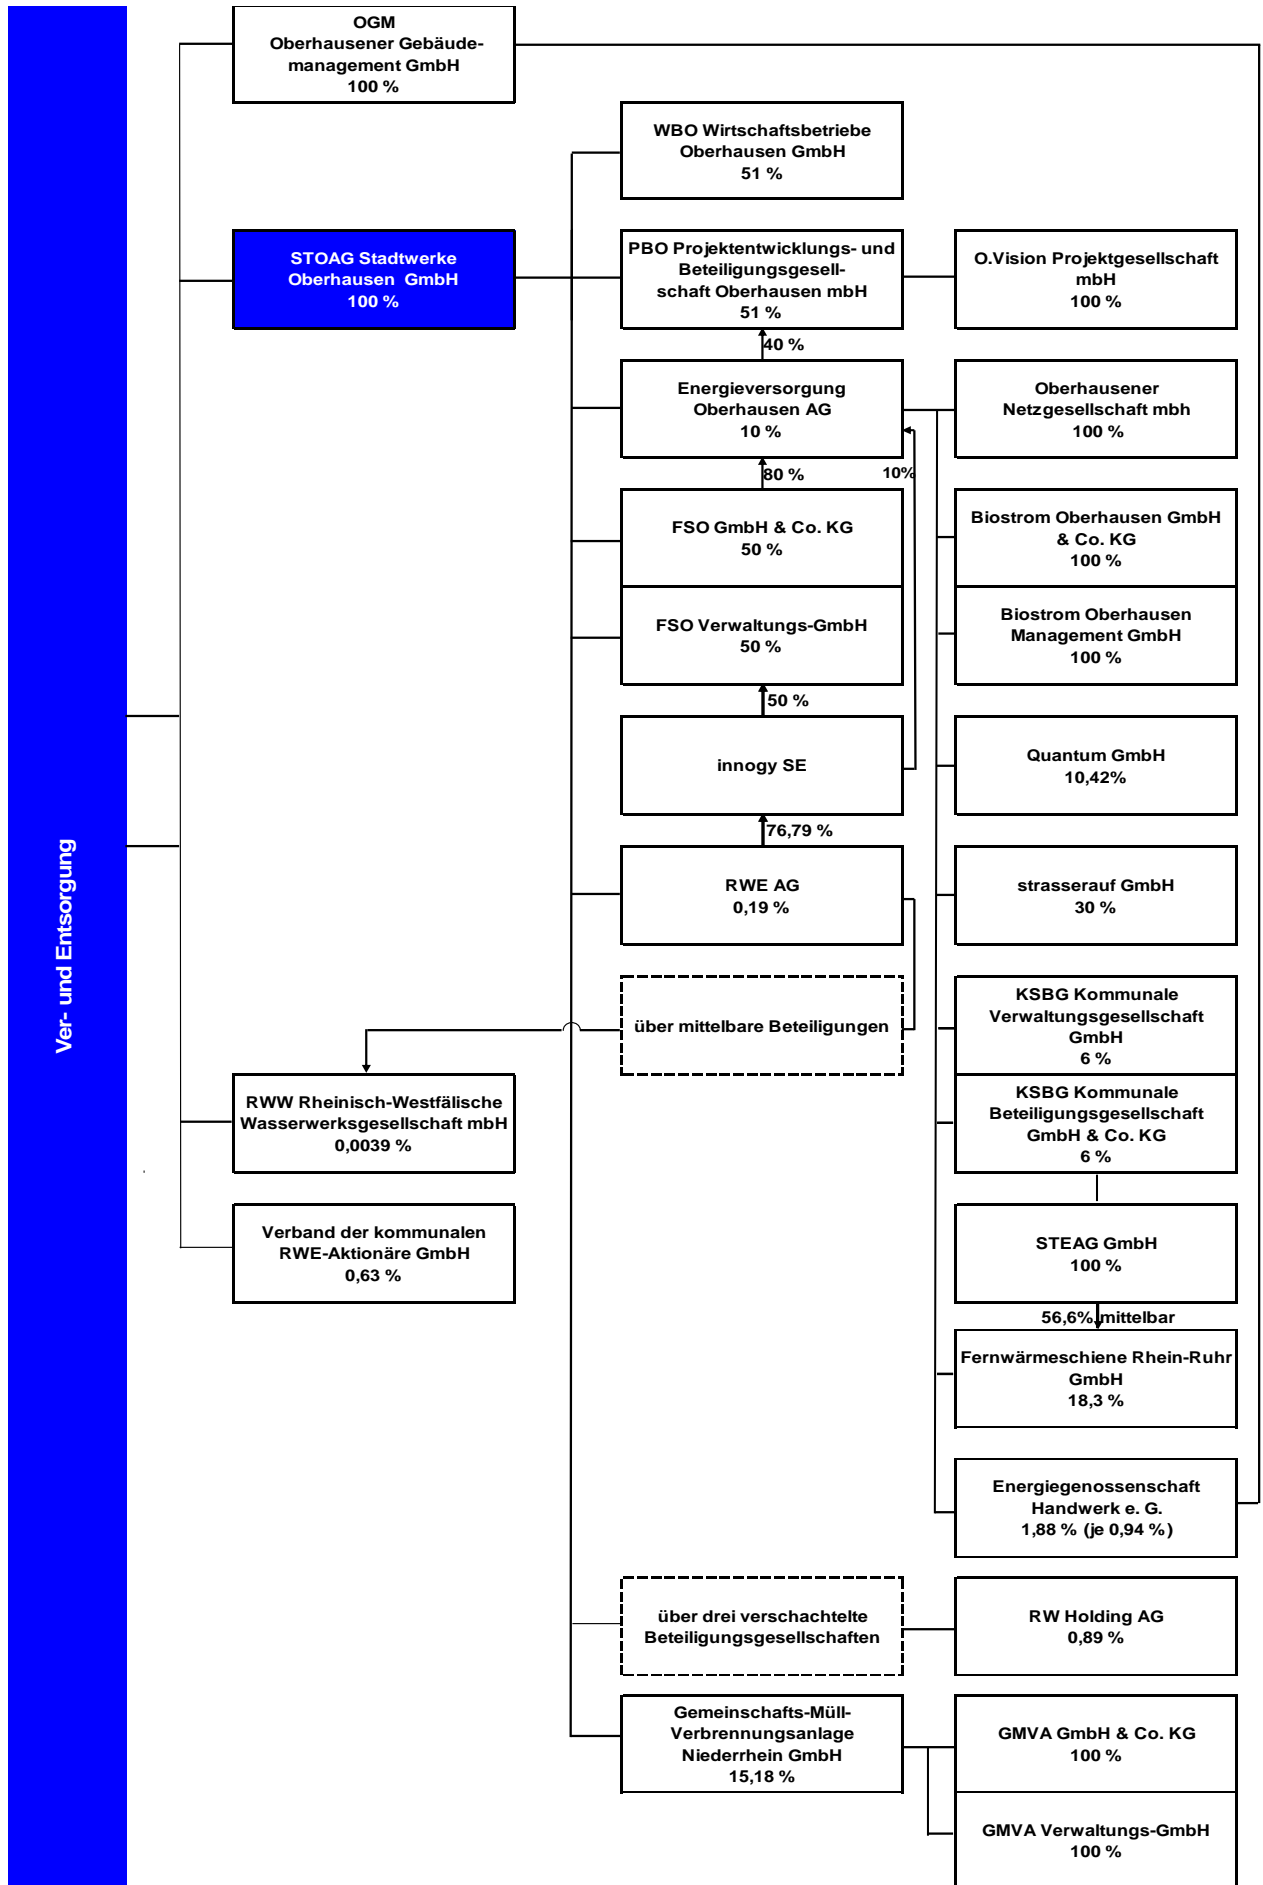 Ver- und Entsorgung
OGM
Oberhausener Gebäude-
management GmbH
100 %
WBO Wirtschaftsbetriebe
Oberhausen GmbH
51 %
STOAG Stadtwerke
Oberhausen GmbH
100 %
PBO Projektentwicklungs- und
Beteiligungsgesell-
schaft Oberhausen mbH
51 %
O.Vision Projektgesellschaft
mbH
100 %
40 %
Energieversorgung
Oberhausen AG
10 %
Oberhausener
Netzgesellschaft mbh
100 %
80 %
10%
FSO GmbH & Co. KG
50 %
Biostrom Oberhausen GmbH
& Co. KG
100 %
FSO Verwaltungs-GmbH
50 %
Biostrom Oberhausen
Management GmbH
100 %
50 %
innogy SE
Quantum GmbH
10,42%
76,79 %
RWE AG
0,19 %
strasserauf GmbH
30 %
über mittelbare Beteiligungen
KSBG Kommunale
Verwaltungsgesellschaft
GmbH
6 %
RWW Rheinisch-Westfälische
Wasserwerksgesellschaft mbH
0,0039 %
KSBG Kommunale
Beteiligungsgesellschaft
GmbH & Co. KG
6 %
Verband der kommunalen
RWE-Aktionäre GmbH
0,63 %
STEAG GmbH
100 %
56,6% mittelbar
Fernwärmeschiene Rhein-Ruhr
GmbH
18,3 %
Energiegenossenschaft
Handwerk e. G.
1,88 % (je 0,94 %)
über drei verschachtelte
Beteiligungsgesellschaften
RW Holding AG
0,89 %
Gemeinschafts-Müll-
Verbrennungsanlage
Niederrhein GmbH
15,18 %
GMVA GmbH & Co. KG
100 %
GMVA Verwaltungs-GmbH
100 %